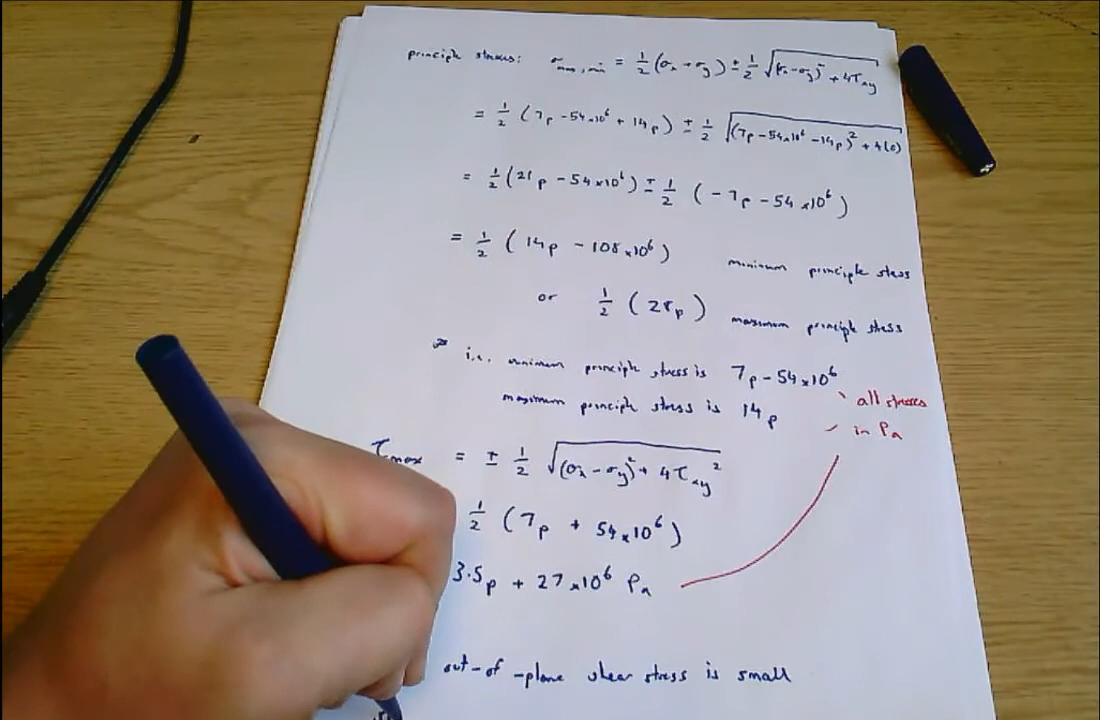 principle stresses: σmax,min = 1/2 (σx + σy) ± 1/2 √(σx - σy)² + 4τxy
= 1/2 (7p - 54×10⁶ + 14p) ± 1/2 √(7p - 54×10⁶ - 14p)² + 4(0)
= 1/2 (21p - 54×10⁶) ± 1/2 (-7p - 54×10⁶)
= 1/2 (14p - 108×10⁶) minimum principle stress
or 1/2 (28p) maximum principle stress
i.e. minimum principle stress is 7p - 54×10⁶
maximum principle stress is 14p
all stresses
in Pa
τmax = ± 1/2 √(σx - σy)² + 4τxy²
1/2 (7p + 54×10⁶)
3.5p + 27×10⁶ Pa
out-of-plane shear stress is small